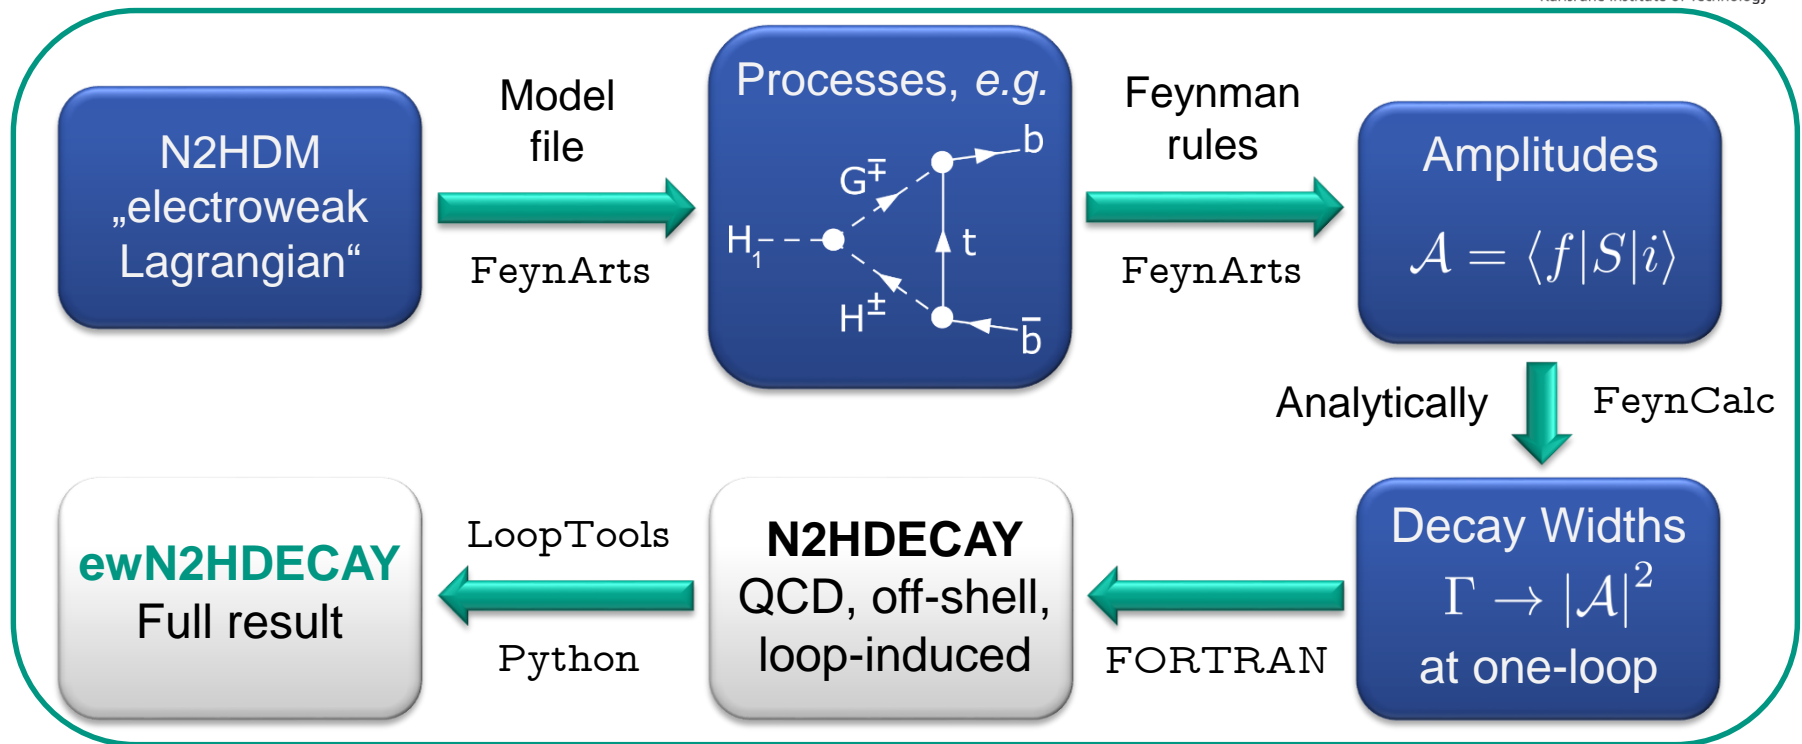 N2HDM
„electroweak
Lagrangian“
Model
file
FeynArts
Processes, e.g.
H₁
G∓
H±
t
b
b̄
Feynman
rules
FeynArts
Amplitudes
𝒜 = ⟨f|S|i⟩
Analytically
FeynCalc
Decay Widths
Γ → |𝒜|²
at one-loop
FORTRAN
N2HDECAY
QCD, off-shell,
loop-induced
LoopTools
Python
ewN2HDECAY
Full result